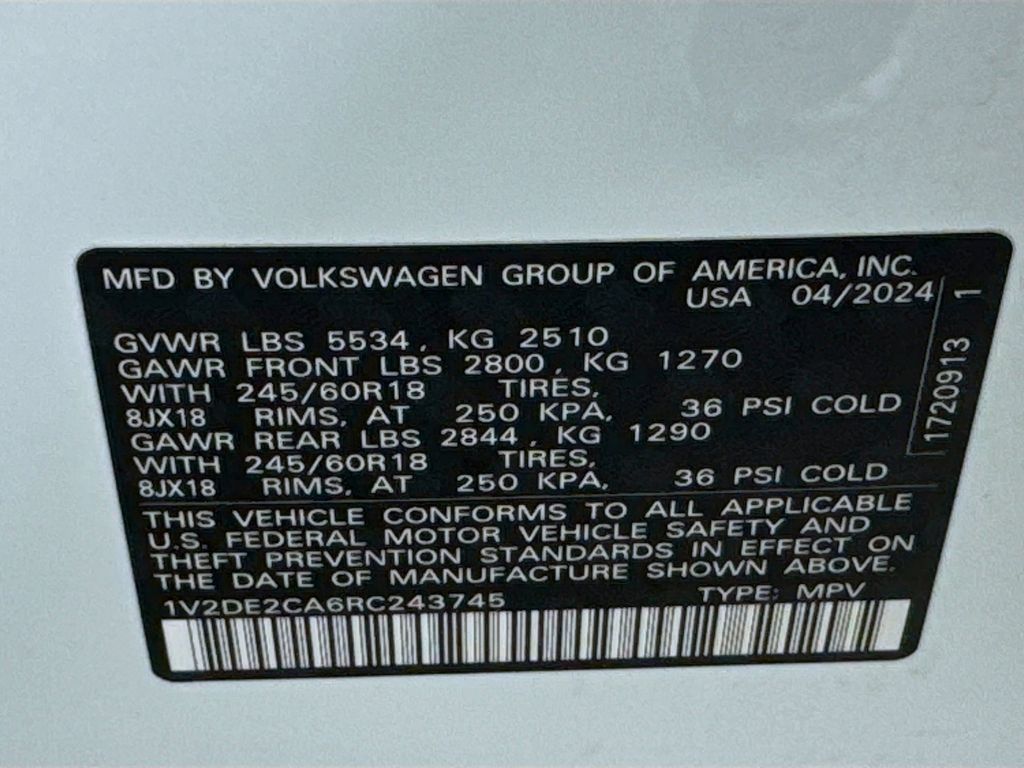 MFD BY VOLKSWAGEN GROUP OF AMERICA, INC.
USA 04/2024
GVWR LBS 5534, KG 2510
GAWR FRONT LBS 2800, KG 1270
WITH 245/60R18 TIRES,
8JX18 RIMS, AT 250 KPA, 36 PSI COLD
GAWR REAR LBS 2844, KG 1290
WITH 245/60R18 TIRES,
8JX18 RIMS, AT 250 KPA, 36 PSI COLD
THIS VEHICLE CONFORMS TO ALL APPLICABLE
U.S. FEDERAL MOTOR VEHICLE SAFETY AND
THEFT PREVENTION STANDARDS IN EFFECT ON
THE DATE OF MANUFACTURE SHOWN ABOVE.
1V2DE2CA6RC243745 TYPE: MPV
1720913 1